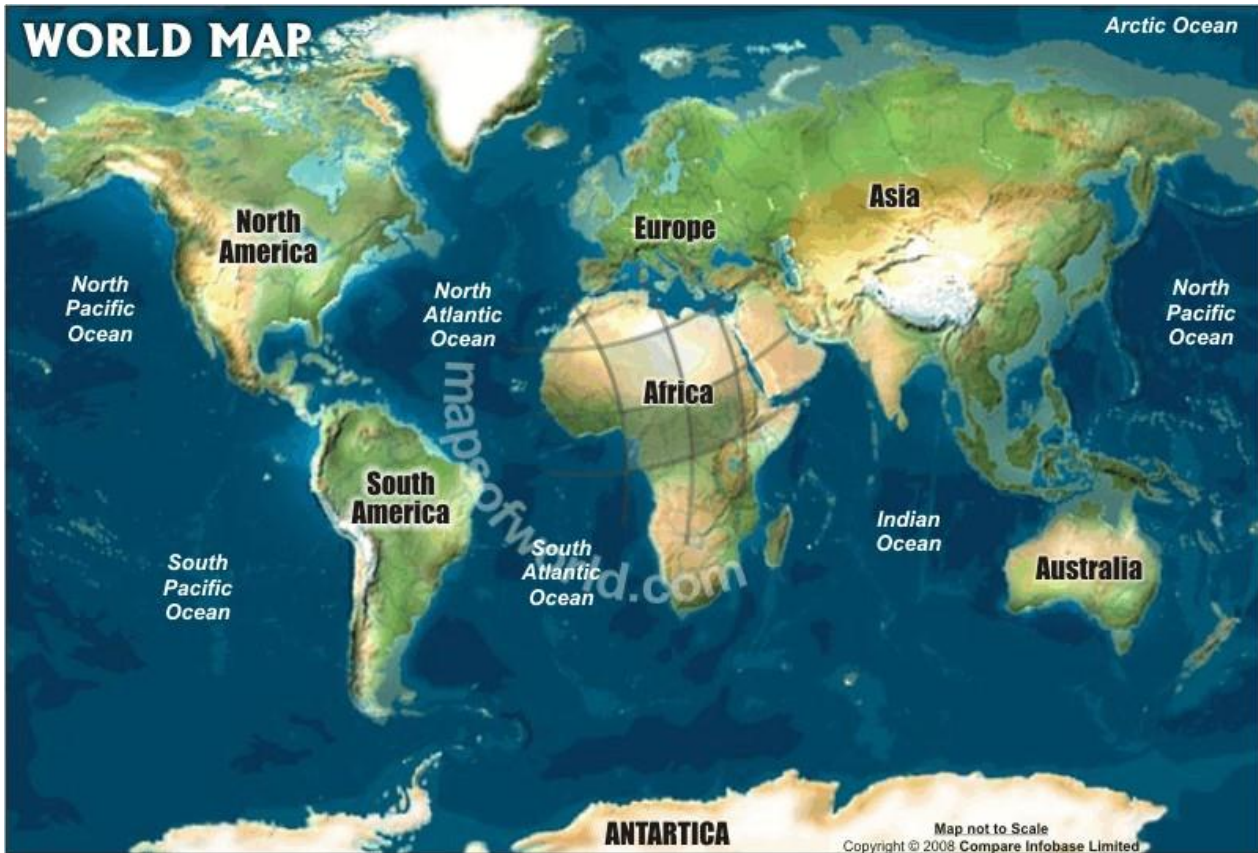 WORLD MAP
Arctic Ocean
North
America
Europe
Asia
North
Pacific
Ocean
North
Atlantic
Ocean
North
Pacific
Ocean
Africa
mapsofworld.com
South
America
South
Pacific
Ocean
South
Atlantic
Ocean
Indian
Ocean
Australia
ANTARTICA
Map not to Scale
Copyright © 2008 Compare Infobase Limited